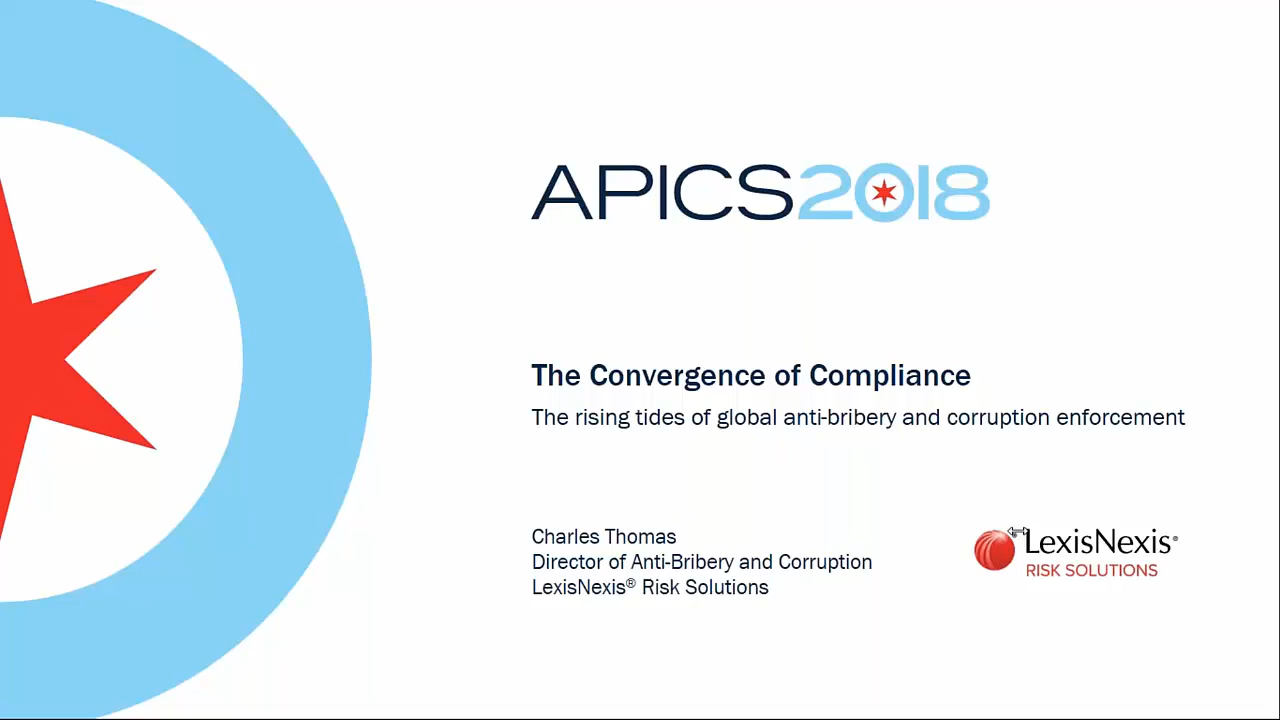 APICS2018
The Convergence of Compliance
The rising tides of global anti-bribery and corruption enforcement
Charles Thomas
Director of Anti-Bribery and Corruption
LexisNexis® Risk Solutions
LexisNexis®
RISK SOLUTIONS